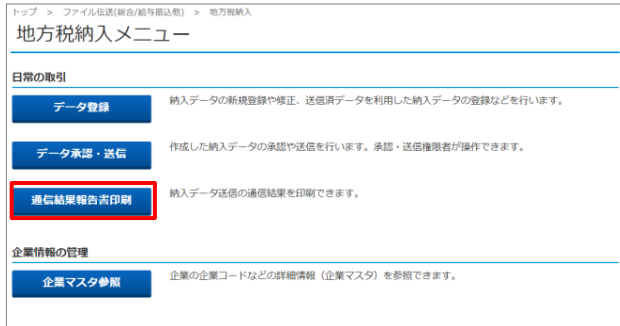 トップ > ファイル伝送(総合/給与振込他) > 地方税納入
地方税納入メニュー
日常の取引
データ登録
納入データの新規登録や修正、送信済データを利用した納入データの登録などを行います。
データ承認・送信
作成した納入データの承認や送信を行います。承認・送信権限者が操作できます。
通信結果報告書印刷
納入データ送信の通信結果を印刷できます。
企業情報の管理
企業マスタ参照
企業の企業コードなどの詳細情報（企業マスタ）を参照できます。